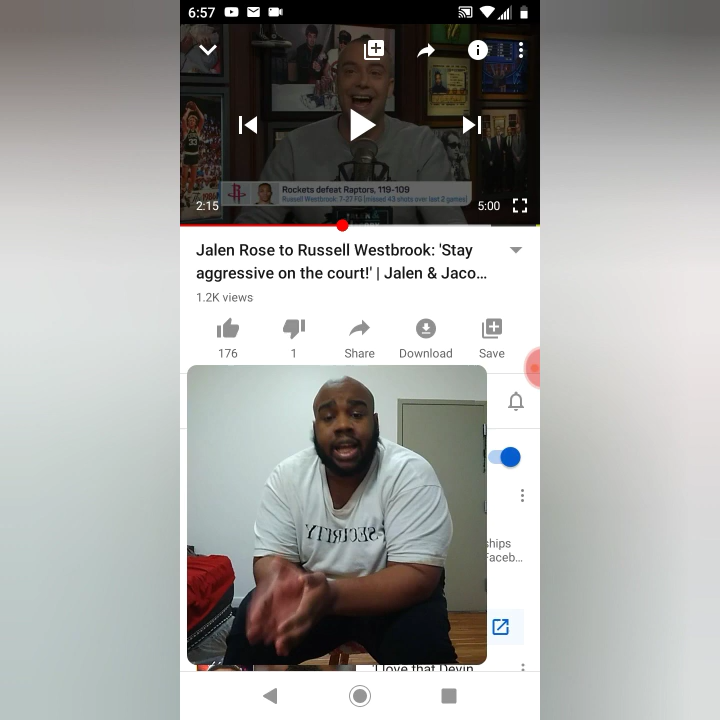 6:57
2:15
Rockets defeat Raptors, 119-109
Russell Westbrook: 7-27 FG (missed 43 shots over last 2 games)
5:00
Jalen Rose to Russell Westbrook: 'Stay
aggressive on the court!' | Jalen & Jaco...
1.2K views
176
1
Share
Download
Save
SECURITY
ships
Faceb...
'I love that Devin